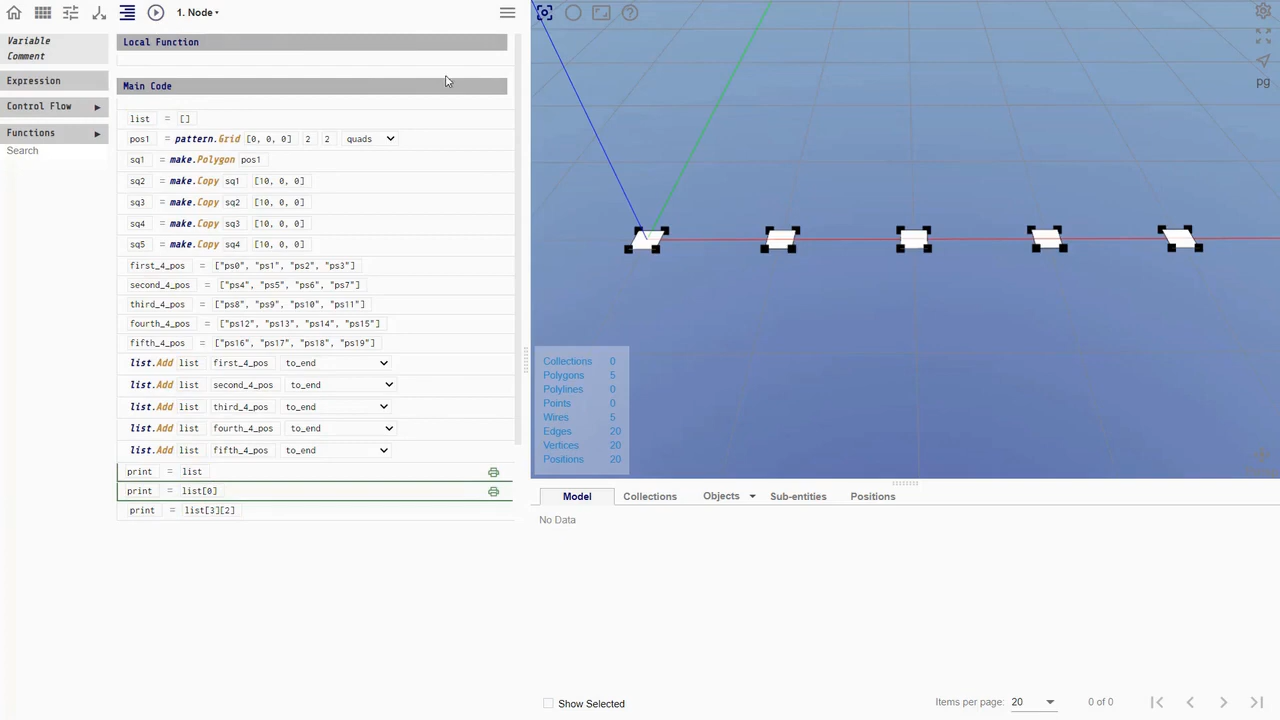 1. Node
Variable
Comment
Expression
Control Flow
Functions
Search
Local Function
Main Code
list = []
pos1 = pattern.Grid [0, 0, 0] 2 2 quads
sq1 = make.Polygon pos1
sq2 = make.Copy sq1 [10, 0, 0]
sq3 = make.Copy sq2 [10, 0, 0]
sq4 = make.Copy sq3 [10, 0, 0]
sq5 = make.Copy sq4 [10, 0, 0]
first_4_pos = ["ps0", "ps1", "ps2", "ps3"]
second_4_pos = ["ps4", "ps5", "ps6", "ps7"]
third_4_pos = ["ps8", "ps9", "ps10", "ps11"]
fourth_4_pos = ["ps12", "ps13", "ps14", "ps15"]
fifth_4_pos = ["ps16", "ps17", "ps18", "ps19"]
list.Add list first_4_pos to_end
list.Add list second_4_pos to_end
list.Add list third_4_pos to_end
list.Add list fourth_4_pos to_end
list.Add list fifth_4_pos to_end
print = list
print = list[0]
print = list[3][2]
pg
Collections 0
Polygons 5
Polylines 0
Points 0
Wires 5
Edges 20
Vertices 20
Positions 20
Model Collections Objects Sub-entities Positions
No Data
Show Selected Items per page: 20 0 of 0